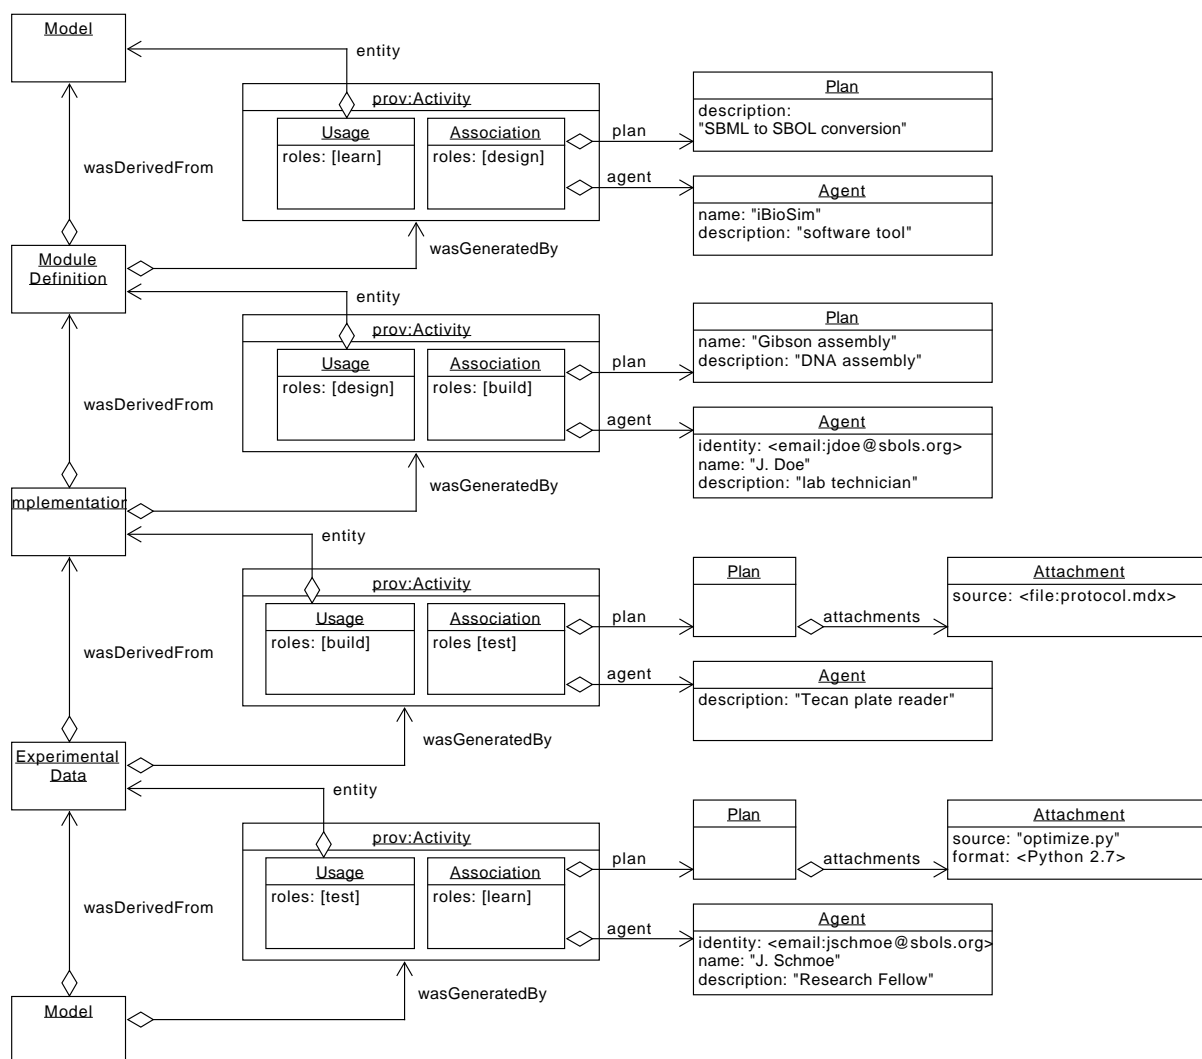 Model
entity
prov:Activity
Usage
roles: [learn]
Association
roles: [design]
plan
agent
Plan
description:
"SBML to SBOL conversion"
Agent
name: "iBioSim"
description: "software tool"
wasDerivedFrom
wasGeneratedBy
Module
Definition
entity
prov:Activity
Usage
roles: [design]
Association
roles: [build]
plan
agent
Plan
name: "Gibson assembly"
description: "DNA assembly"
Agent
identity: <email:jdoe@sbols.org>
name: "J. Doe"
description: "lab technician"
wasDerivedFrom
wasGeneratedBy
mplementation
entity
prov:Activity
Usage
roles: [build]
Association
roles [test]
plan
agent
Plan
attachments
Attachment
source: <file:protocol.mdx>
Agent
description: "Tecan plate reader"
wasDerivedFrom
wasGeneratedBy
Experimental
Data
entity
prov:Activity
Usage
roles: [test]
Association
roles: [learn]
plan
agent
Plan
attachments
Attachment
source: "optimize.py"
format: <Python 2.7>
Agent
identity: <email:jschmoe@sbols.org>
name: "J. Schmoe"
description: "Research Fellow"
wasDerivedFrom
wasGeneratedBy
Model